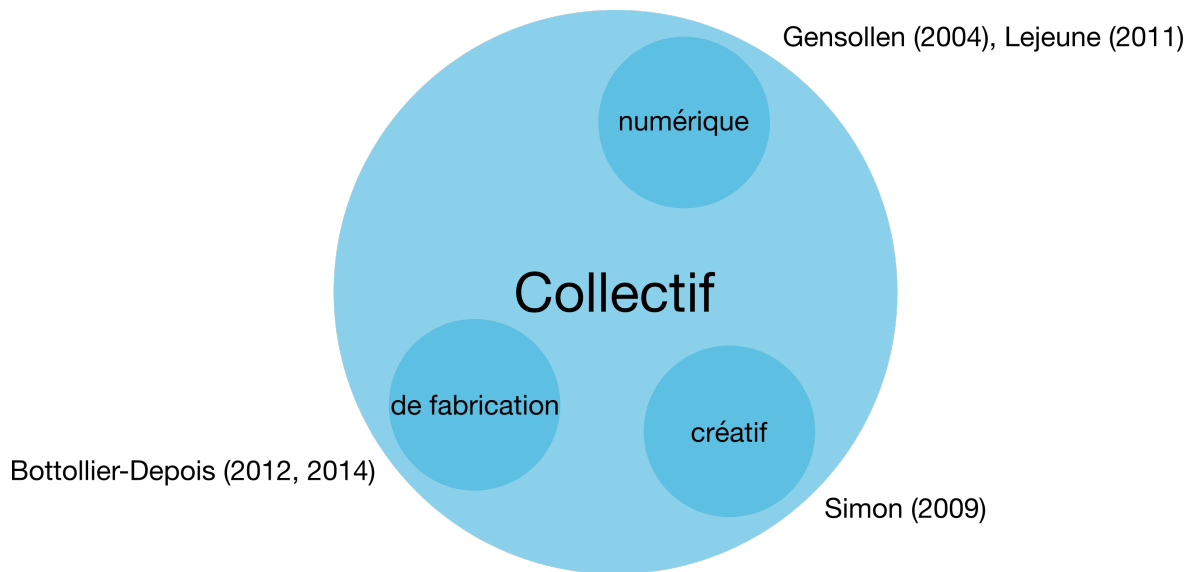 Gensollen (2004), Lejeune (2011)
numérique
Collectif
de fabrication
créatif
Bottollier-Depois (2012, 2014)
Simon (2009)